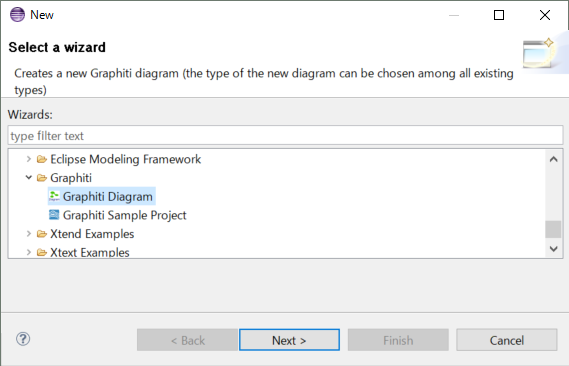 New
Select a wizard
Creates a new Graphiti diagram (the type of the new diagram can be chosen among all existing
types)
Wizards:
type filter text
Eclipse Modeling Framework
Graphiti
Graphiti Diagram
Graphiti Sample Project
Xtend Examples
Xtext Examples
< Back
Next >
Finish
Cancel